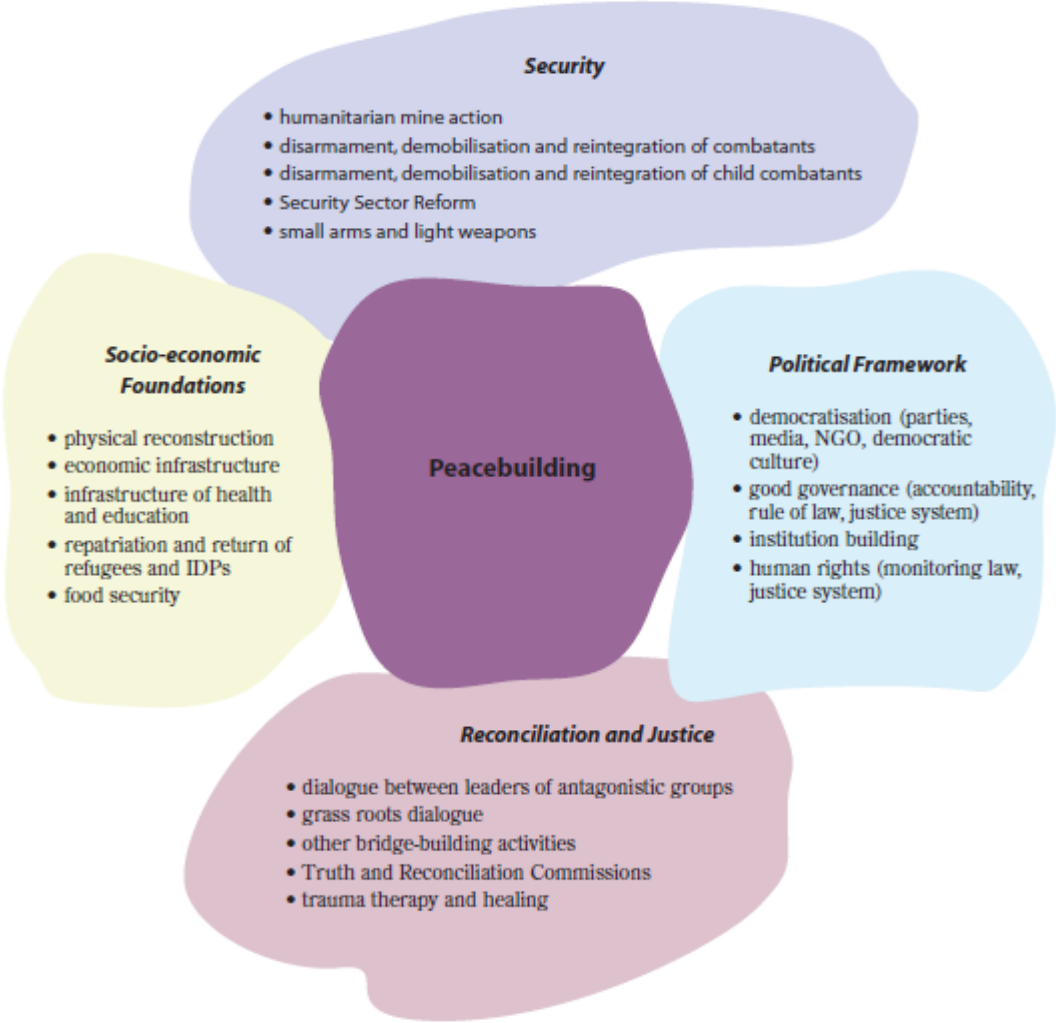 Security
• humanitarian mine action
• disarmament, demobilisation and reintegration of combatants
• disarmament, demobilisation and reintegration of child combatants
• Security Sector Reform
• small arms and light weapons
Socio-economic
Foundations
• physical reconstruction
• economic infrastructure
• infrastructure of health
and education
• repatriation and return of
refugees and IDPs
• food security
Peacebuilding
Political Framework
• democratisation (parties,
media, NGO, democratic
culture)
• good governance (accountability,
rule of law, justice system)
• institution building
• human rights (monitoring law,
justice system)
Reconciliation and Justice
• dialogue between leaders of antagonistic groups
• grass roots dialogue
• other bridge-building activities
• Truth and Reconciliation Commissions
• trauma therapy and healing